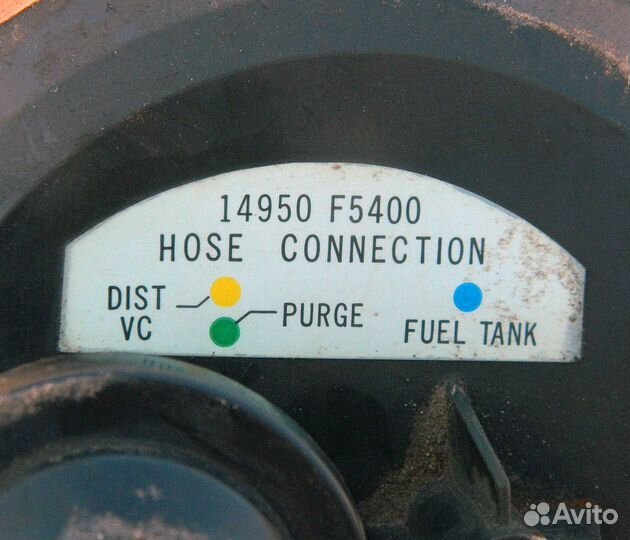 14950 F5400
HOSE CONNECTION
DIST VC
PURGE
FUEL TANK
Avito